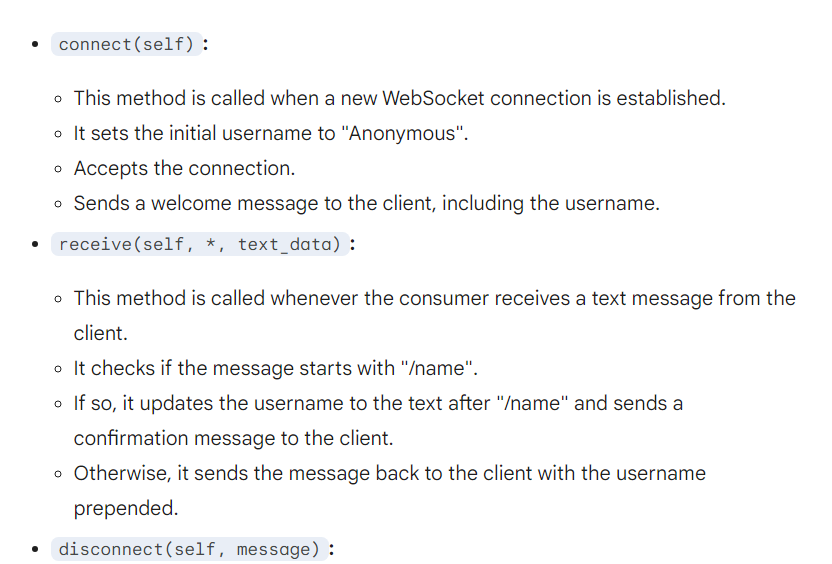 connect(self) :
This method is called when a new WebSocket connection is established.
It sets the initial username to "Anonymous".
Accepts the connection.
Sends a welcome message to the client, including the username.
receive(self, *, text_data) :
This method is called whenever the consumer receives a text message from the
client.
It checks if the message starts with "/name".
If so, it updates the username to the text after "/name" and sends a
confirmation message to the client.
Otherwise, it sends the message back to the client with the username
prepended.
disconnect(self, message) :